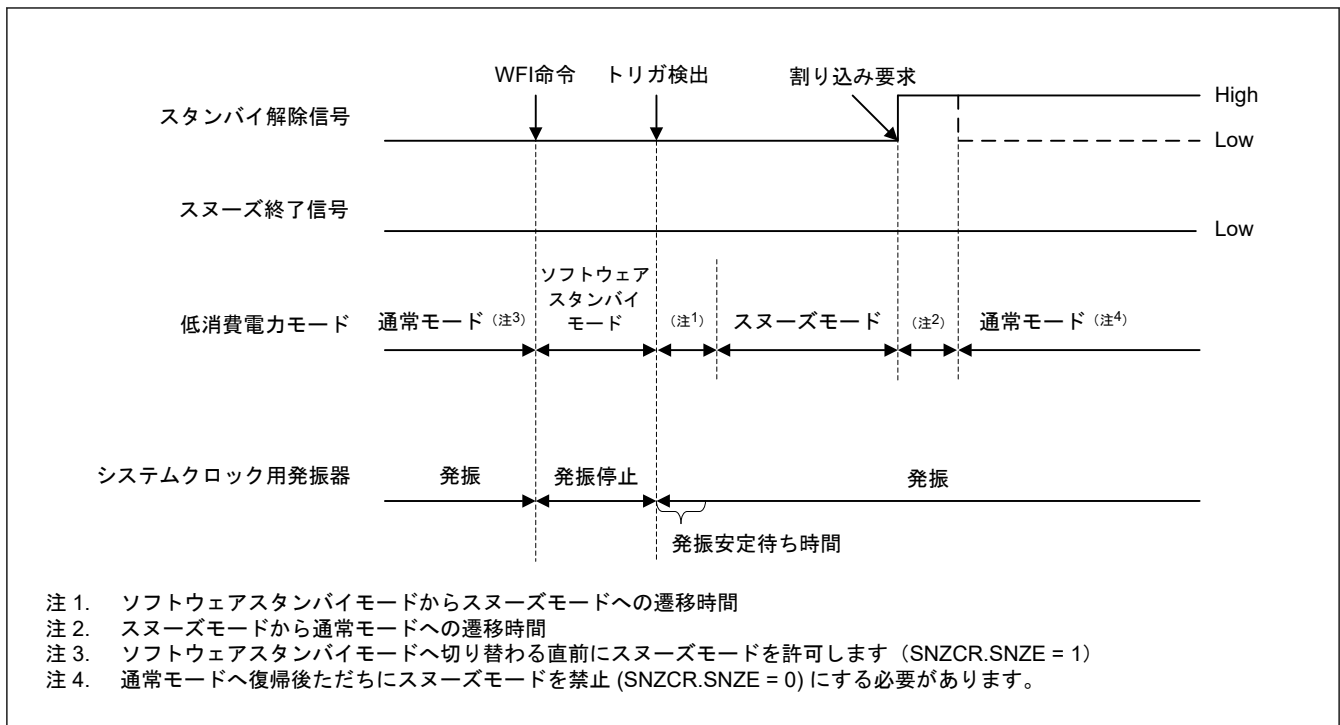 WFI命令 トリガ検出 割り込み要求
スタンバイ解除信号
High
Low
スヌーズ終了信号
Low
低消費電力モード
通常モード（注3）
ソフトウェア
スタンバイ
モード
（注1）
スヌーズモード
（注2）
通常モード（注4）
システムクロック用発振器
発振
発振停止
発振
発振安定待ち時間
注 1. ソフトウェアスタンバイモードからスヌーズモードへの遷移時間
注 2. スヌーズモードから通常モードへの遷移時間
注 3. ソフトウェアスタンバイモードへ切り替わる直前にスヌーズモードを許可します（SNZCR.SNZE = 1）
注 4. 通常モードへ復帰後ただちにスヌーズモードを禁止 (SNZCR.SNZE = 0) にする必要があります。